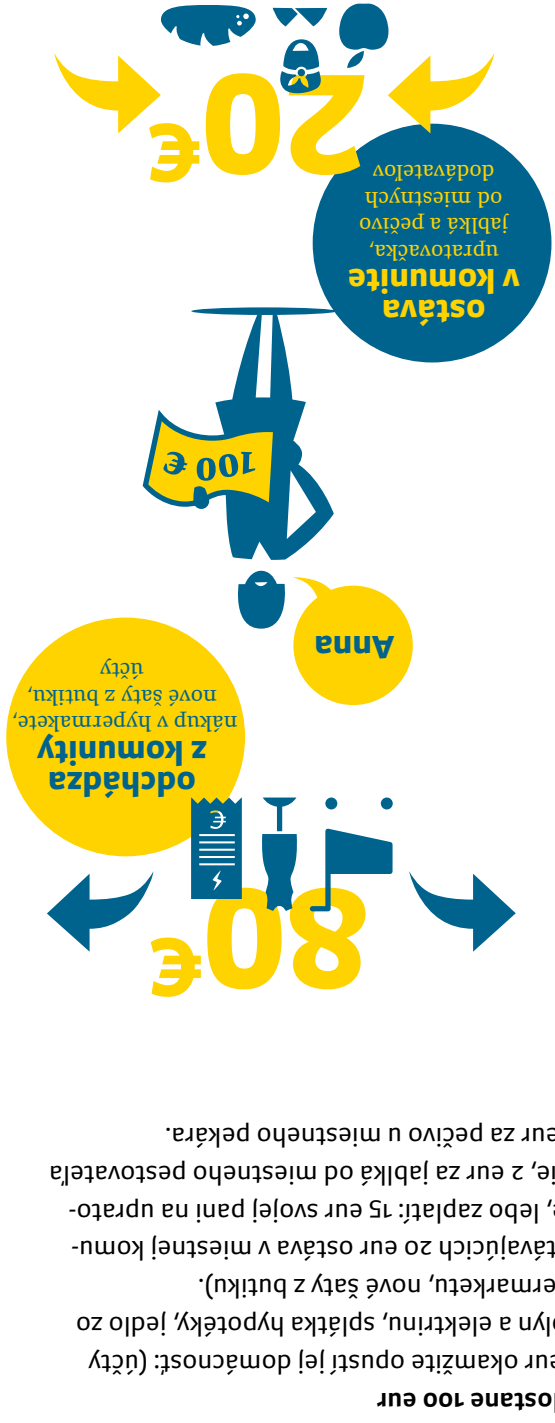 dostane 100 eur
eur okamžite opustí jej domácnosť: (účty
plyn a elektrinu, splátka hypotéky, jedlo zo
ermarketu, nové šaty z butiku).
távajúcich 20 eur ostáva v miestnej komu-
e, lebo zaplatí: 15 eur svojej pani na uprato-
ie, 2 eur za jablká od miestneho pestovateľa
eur za pečivo u miestneho pekára.
80€
€
odchádza
z komunity
nákup v hypermakete,
nové šaty z butiku,
účty
Anna
100 €
ostáva
v komunite
upratovačka,
jablká a pečivo
od miestnych
dodávateľov
20€